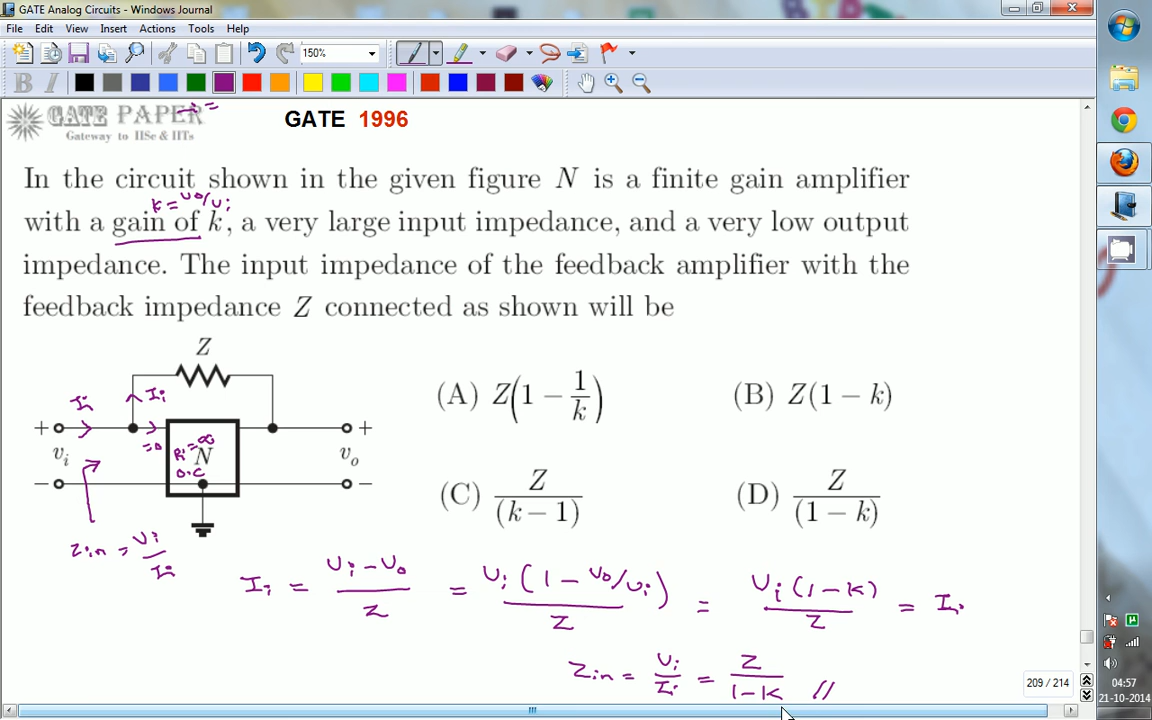 GATE Analog Circuits - Windows Journal
File Edit View Insert Actions Tools Help
150%
GATE PAPER
Gateway to IISc & IITs
GATE 1996
In the circuit shown in the given figure N is a finite gain amplifier
k = vo/vi
with a gain of k, a very large input impedance, and a very low output
impedance. The input impedance of the feedback amplifier with the
feedback impedance Z connected as shown will be
Z
(A) Z(1 − 1/k)
(B) Z(1 − k)
Ii
Ii
+ +
=0
Ri = ∞
vi N vo
O.C
− −
(C) Z/(k − 1)
(D) Z/(1 − k)
Zin = vi/Ii
Ii = (vi − vo)/Z = vi(1 − vo/vi)/Z = vi(1 − k)/Z = Ii
Zin = vi/Ii = Z/(1 − k) //
209 / 214
04:57
21-10-2014